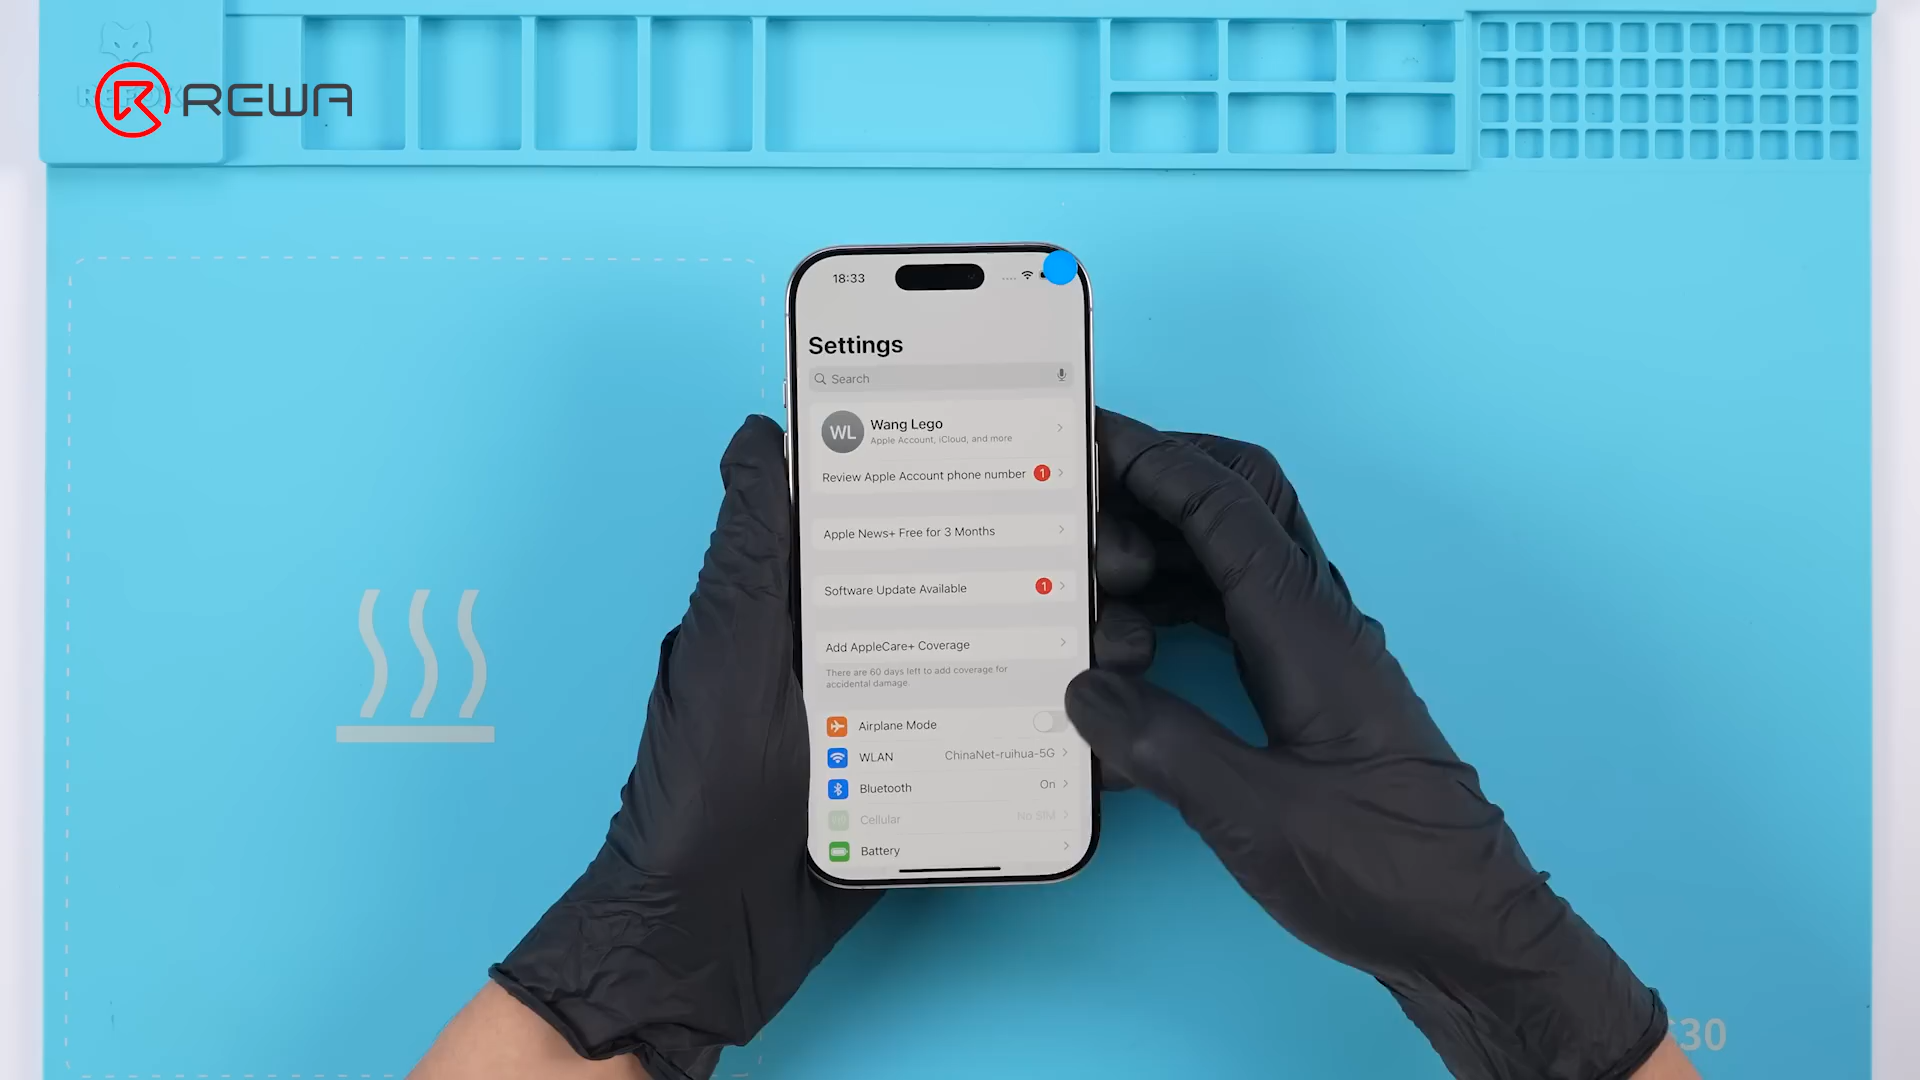 REWA
18:33
Settings
Search
WL
Wang Lego
Apple Account, iCloud, and more
Review Apple Account phone number 1
Apple News+ Free for 3 Months
Software Update Available 1
Add AppleCare+ Coverage
There are 60 days left to add coverage for
accidental damage
Airplane Mode
WLAN ChinaNet-ruihua-5G
Bluetooth On
Cellular No SIM
Battery